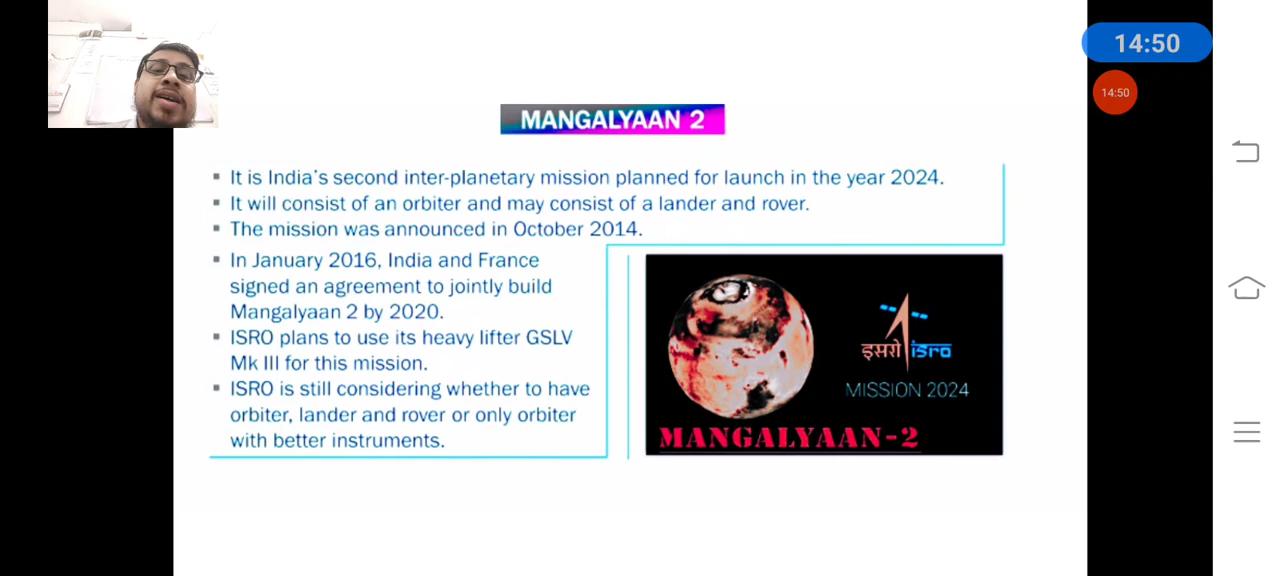 14:50
14:50
MANGALYAAN 2
▪ It is India's second inter-planetary mission planned for launch in the year 2024.
▪ It will consist of an orbiter and may consist of a lander and rover.
▪ The mission was announced in October 2014.
▪ In January 2016, India and France
signed an agreement to jointly build
Mangalyaan 2 by 2020.
▪ ISRO plans to use its heavy lifter GSLV
Mk III for this mission.
▪ ISRO is still considering whether to have
orbiter, lander and rover or only orbiter
with better instruments.
इसरो isro
MISSION 2024
MANGALYAAN-2